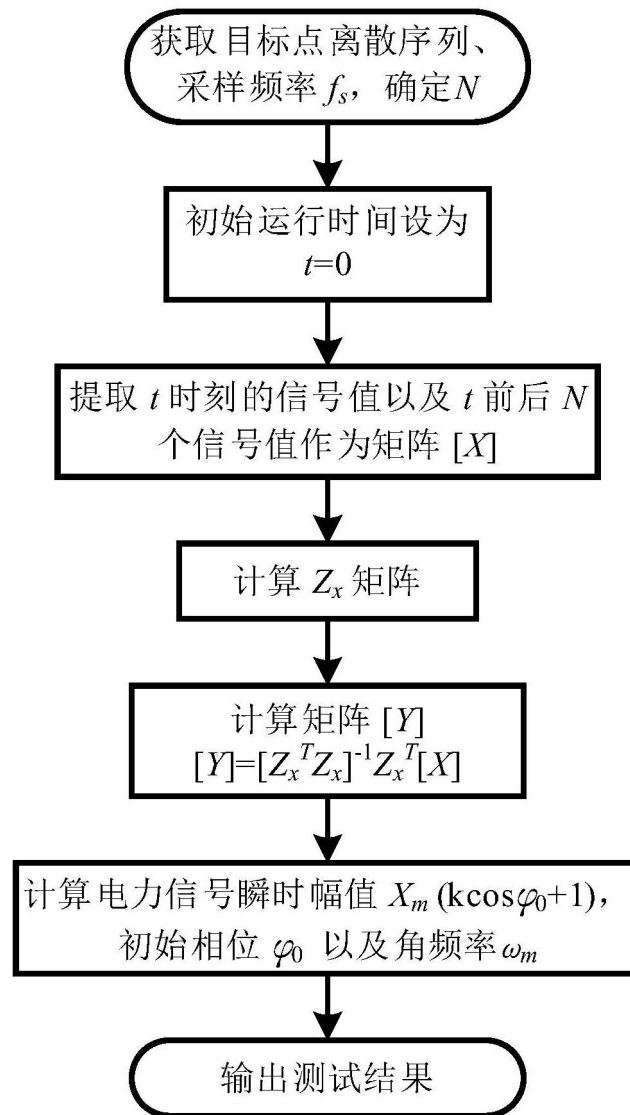 获取目标点离散序列、
采样频率 fₛ，确定N
初始运行时间设为
t=0
提取 t 时刻的信号值以及 t 前后 N
个信号值作为矩阵 [X]
计算 Zₓ 矩阵
计算矩阵 [Y]
[Y]=[ZₓᵀZₓ]⁻¹Zₓᵀ[X]
计算电力信号瞬时幅值 Xₘ (kcosφ₀+1),
初始相位 φ₀ 以及角频率ωₘ
输出测试结果